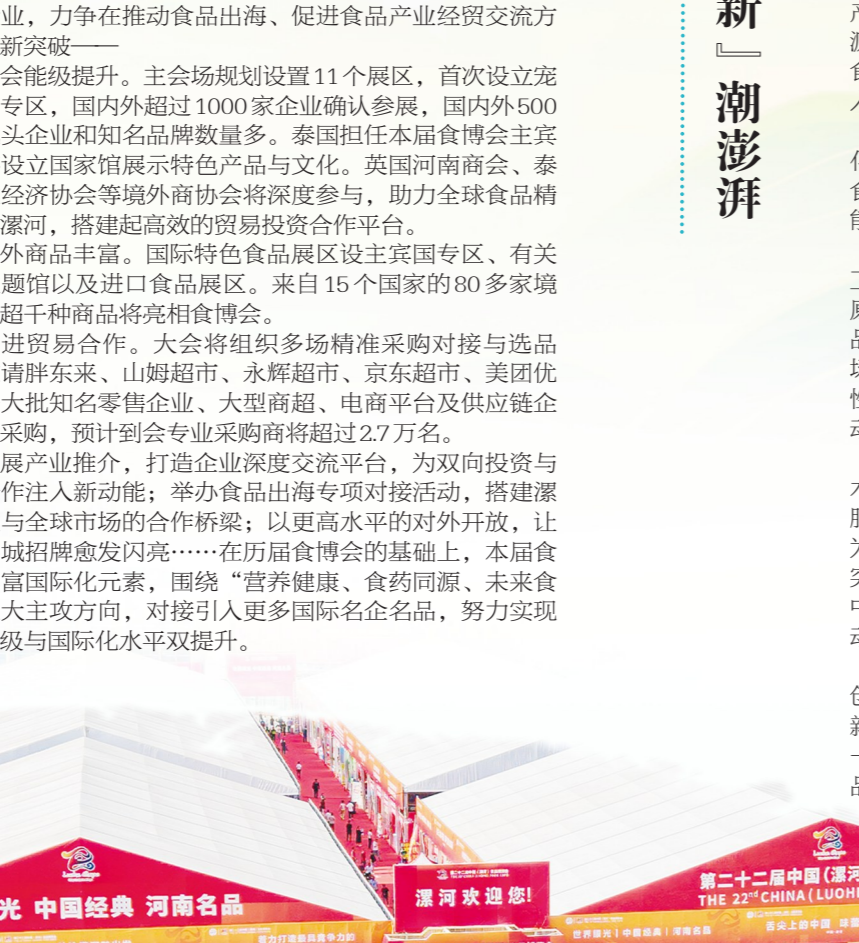 业，力争在推动食品出海、促进食品产业经贸交流方
新突破——
会能级提升。主会场规划设置11个展区，首次设立宠
专区，国内外超过1000家企业确认参展，国内外500
头企业和知名品牌数量多。泰国担任本届食博会主宾
设立国家馆展示特色产品与文化。英国河南商会、泰
经济协会等境外商协会将深度参与，助力全球食品精
漯河，搭建起高效的贸易投资合作平台。
外商品丰富。国际特色食品展区设主宾国专区、有关
题馆以及进口食品展区。来自15个国家的80多家境
超千种商品将亮相食博会。
进贸易合作。大会将组织多场精准采购对接与选品
请胖东来、山姆超市、永辉超市、京东超市、美团优
大批知名零售企业、大型商超、电商平台及供应链企
采购，预计到会专业采购商将超过2.7万名。
展产业推介，打造企业深度交流平台，为双向投资与
作注入新动能；举办食品出海专项对接活动，搭建漯
与全球市场的合作桥梁；以更高水平的对外开放，让
城招牌愈发闪亮……在历届食博会的基础上，本届食
富国际化元素，围绕“营养健康、食药同源、未来食
大主攻方向，对接引入更多国际名企名品，努力实现
级与国际化水平双提升。
新』潮澎湃
光 中国经典 河南名品
漯河欢迎您！
第二十二届中国（漯河
THE 22nd CHINA (LUOH
世界曝光 | 中国经典 | 河南名品
舌尖上的中国